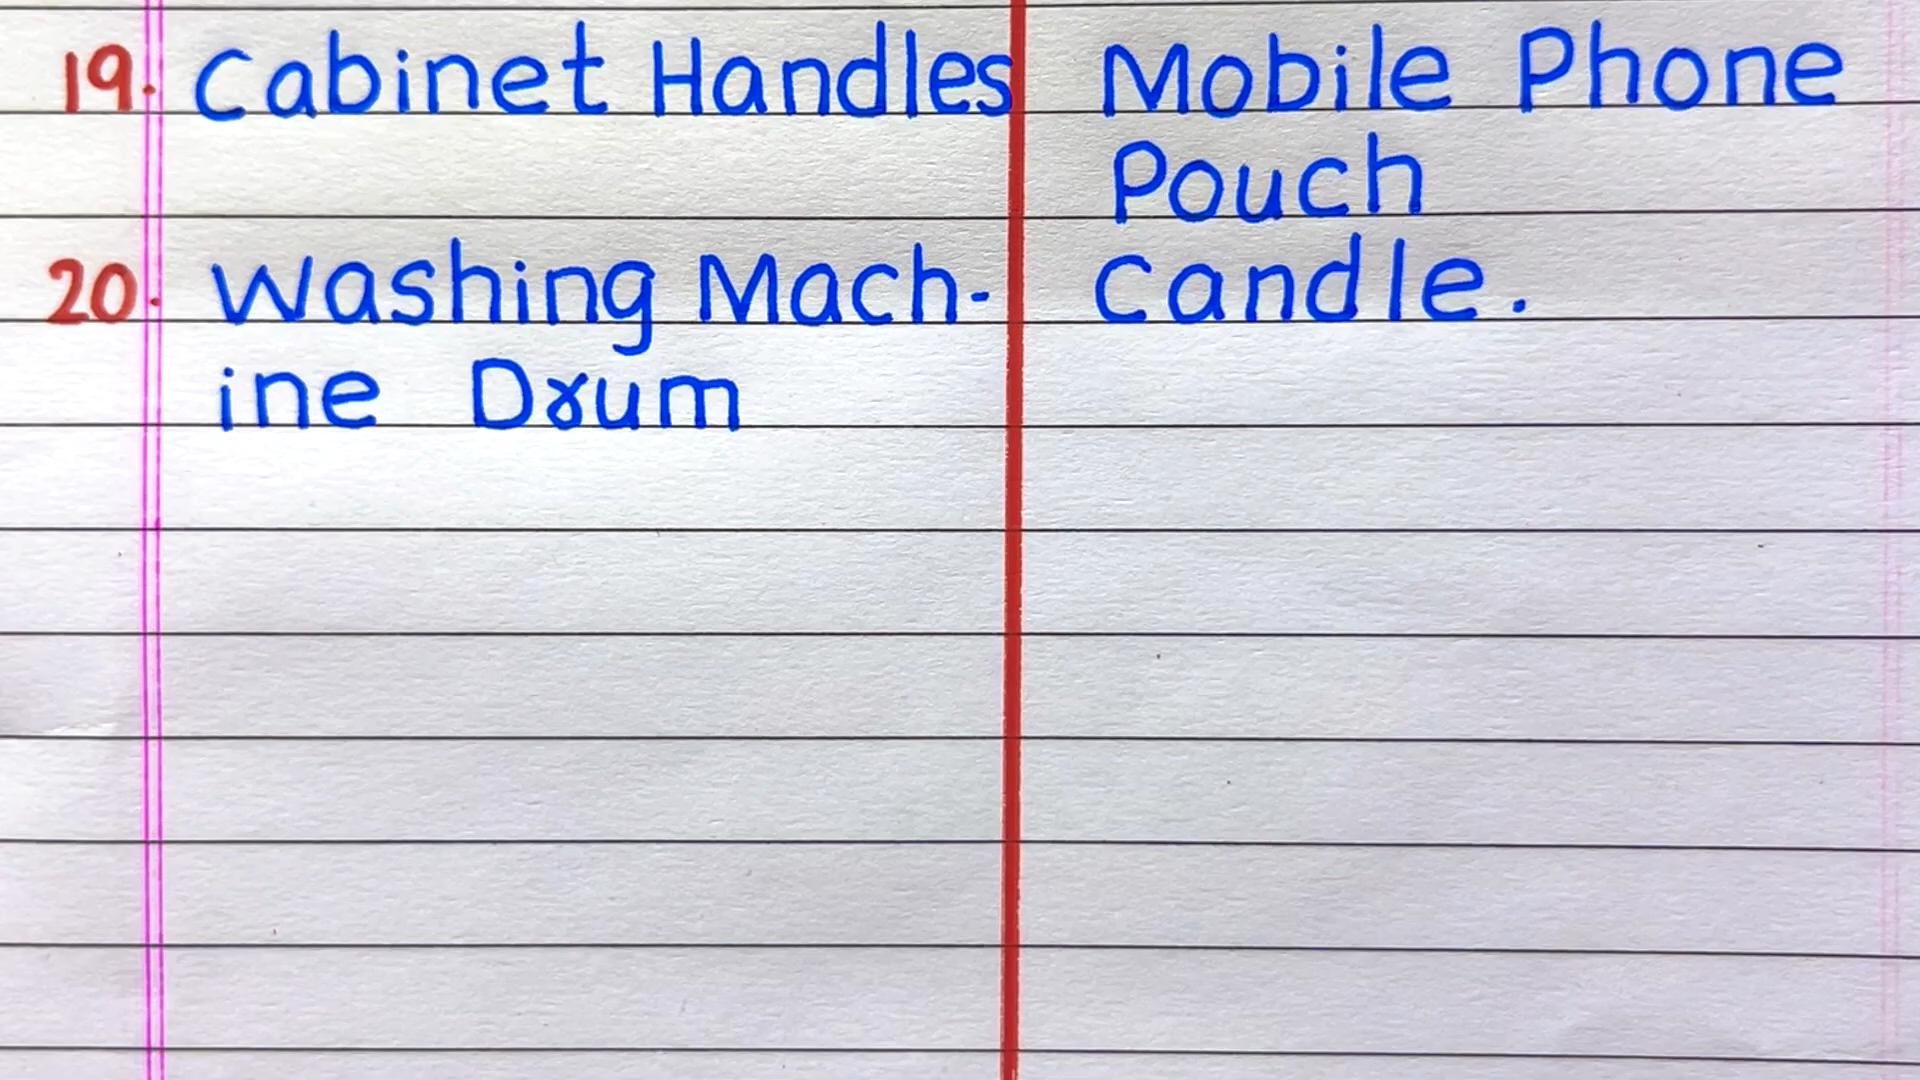 19. Cabinet Handles Mobile Phone
Pouch
20. Washing Mach- Candle.
ine Drum